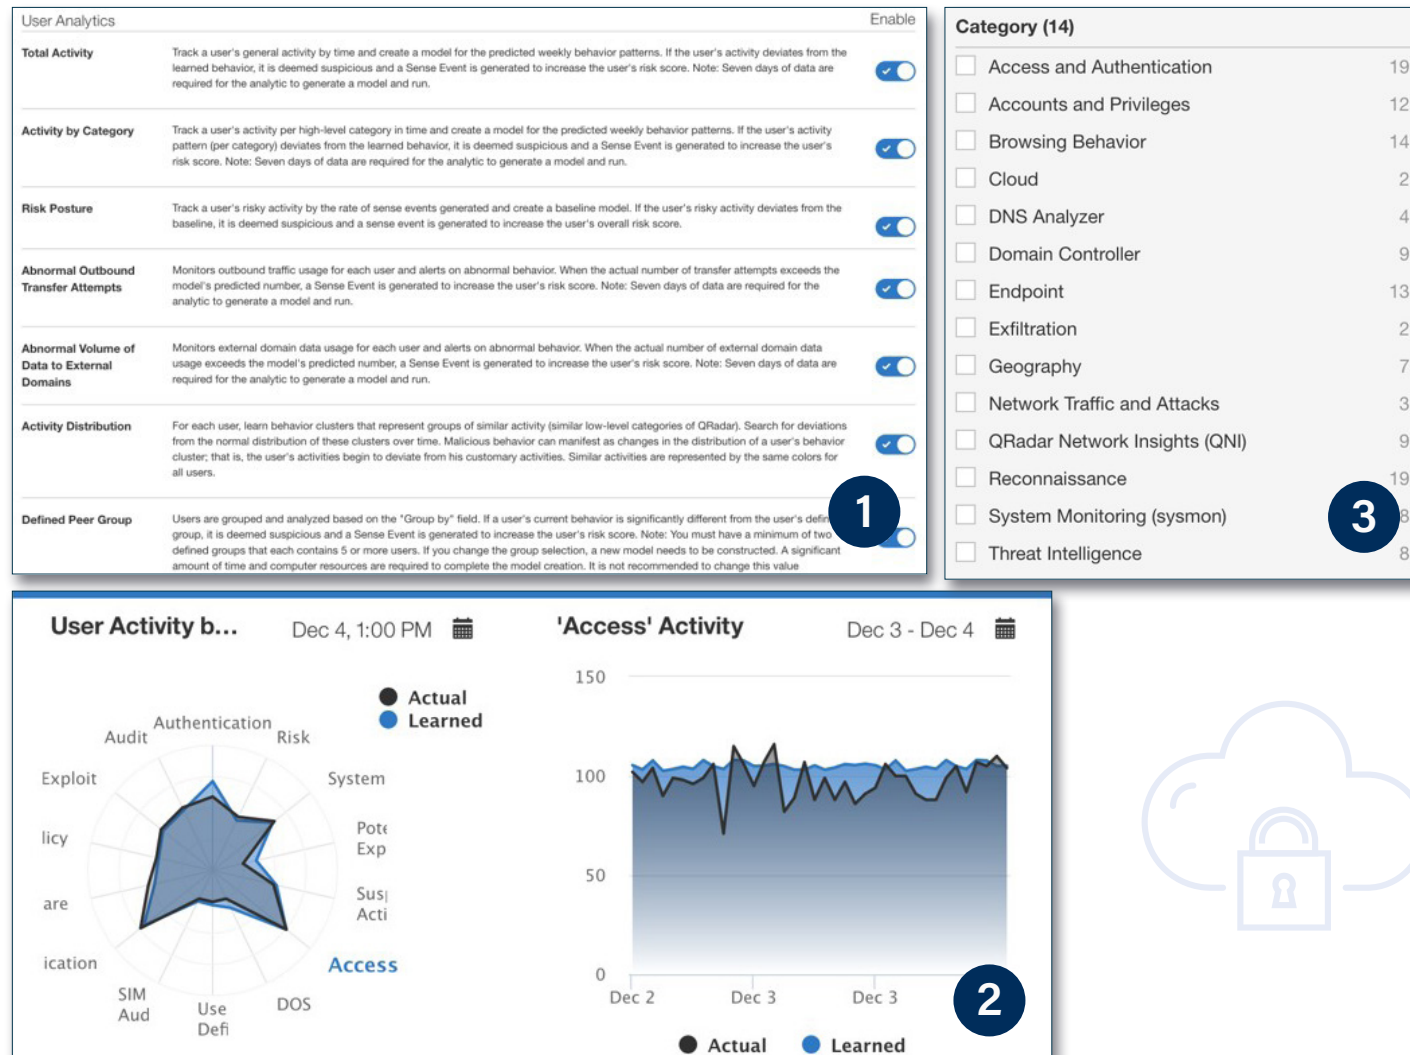 User Analytics Enable
Total Activity Track a user's general activity by time and create a model for the predicted weekly behavior patterns. If the user's activity deviates from the
learned behavior, it is deemed suspicious and a Sense Event is generated to increase the user's risk score. Note: Seven days of data are
required for the analytic to generate a model and run.
Activity by Category Track a user's activity per high-level category in time and create a model for the predicted weekly behavior patterns. If the user's activity
pattern (per category) deviates from the learned behavior, it is deemed suspicious and a Sense Event is generated to increase the user's
risk score. Note: Seven days of data are required for the analytic to generate a model and run.
Risk Posture Track a user's risky activity by the rate of sense events generated and create a baseline model. If the user's risky activity deviates from the
baseline, it is deemed suspicious and a sense event is generated to increase the user's overall risk score.
Abnormal Outbound Monitors outbound traffic usage for each user and alerts on abnormal behavior. When the actual number of transfer attempts exceeds the
Transfer Attempts model's predicted number, a Sense Event is generated to increase the user's risk score. Note: Seven days of data are required for the
analytic to generate a model and run.
Abnormal Volume of Monitors external domain data usage for each user and alerts on abnormal behavior. When the actual number of external domain data
Data to External usage exceeds the model's predicted number, a Sense Event is generated to increase the user's risk score. Note: Seven days of data are
Domains required for the analytic to generate a model and run.
Activity Distribution For each user, learn behavior clusters that represent groups of similar activity (similar low-level categories of QRadar). Search for deviations
from the normal distribution of these clusters over time. Malicious behavior can manifest as changes in the distribution of a user's behavior
cluster; that is, the user's activities begin to deviate from his customary activities. Similar activities are represented by the same colors for
all users.
Defined Peer Group Users are grouped and analyzed based on the "Group by" field. If a user's current behavior is significantly different from the user's defin
group, it is deemed suspicious and a Sense Event is generated to increase the user's risk score. Note: You must have a minimum of two
defined groups that each contains 5 or more users. If you change the group selection, a new model needs to be constructed. A significant
amount of time and computer resources are required to complete the model creation. It is not recommended to change this value
1
Category (14)
Access and Authentication 19
Accounts and Privileges 12
Browsing Behavior 14
Cloud 2
DNS Analyzer 4
Domain Controller 9
Endpoint 13
Exfiltration 2
Geography 7
Network Traffic and Attacks 3
QRadar Network Insights (QNI) 9
Reconnaissance 19
System Monitoring (sysmon) 8
Threat Intelligence 8
3
User Activity b... Dec 4, 1:00 PM
Actual
Learned
Authentication
Audit
Risk
Exploit
System
licy
Pote
Exp
are
Sus
Acti
ication
Access
SIM
Aud
Use
Defi
DOS
'Access' Activity Dec 3 - Dec 4
150
100
50
0
Dec 2 Dec 3 Dec 3
Actual Learned
2